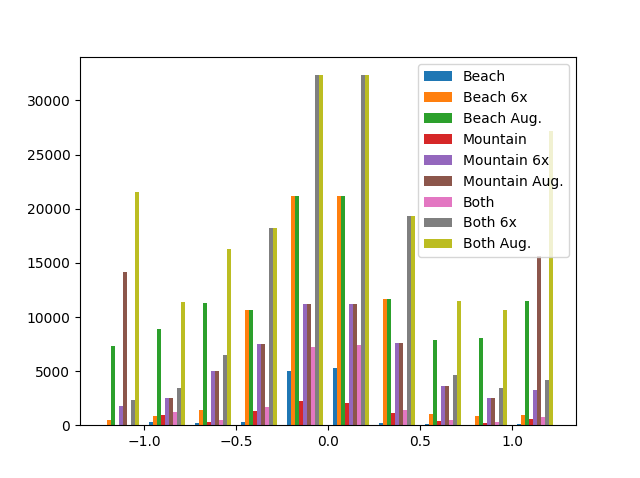 30000
25000
20000
15000
10000
5000
0
−1.0 −0.5 0.0 0.5 1.0
Beach
Beach 6x
Beach Aug.
Mountain
Mountain 6x
Mountain Aug.
Both
Both 6x
Both Aug.